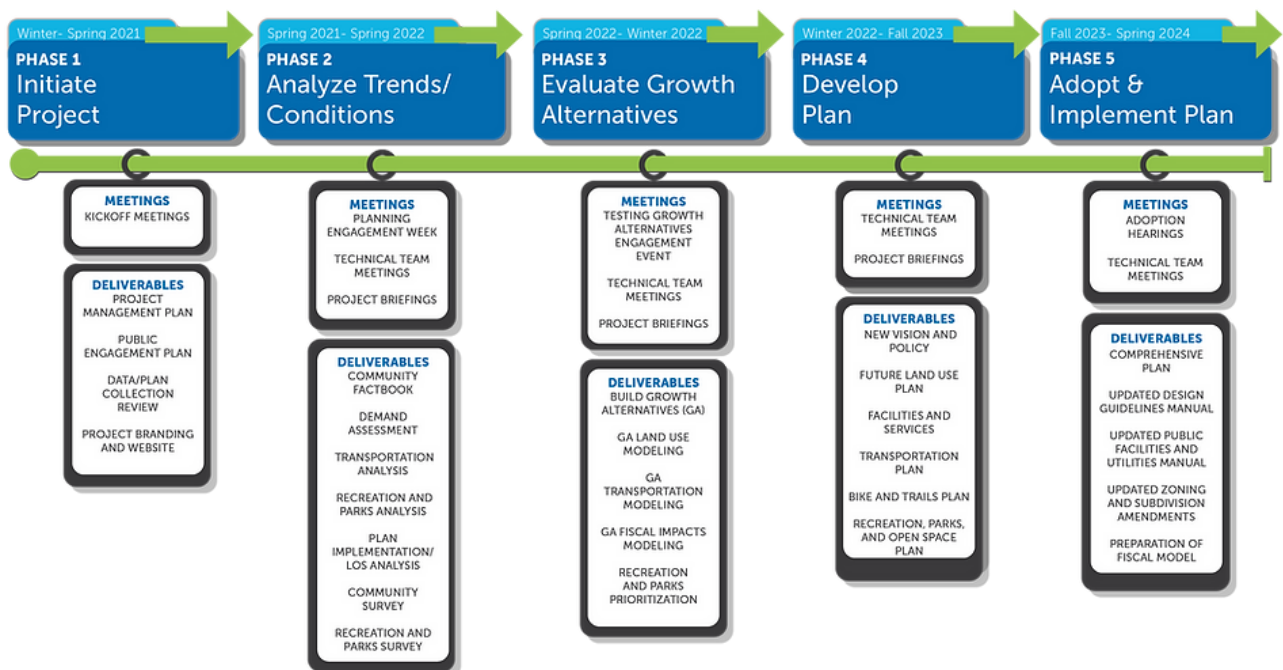 Winter- Spring 2021
PHASE 1
Initiate
Project
MEETINGS
KICKOFF MEETINGS
DELIVERABLES
PROJECT
MANAGEMENT PLAN
PUBLIC
ENGAGEMENT PLAN
DATA/PLAN
COLLECTION
REVIEW
PROJECT BRANDING
AND WEBSITE
Spring 2021- Spring 2022
PHASE 2
Analyze Trends/
Conditions
MEETINGS
PLANNING
ENGAGEMENT WEEK
TECHNICAL TEAM
MEETINGS
PROJECT BRIEFINGS
DELIVERABLES
COMMUNITY
FACTBOOK
DEMAND
ASSESSMENT
TRANSPORTATION
ANALYSIS
RECREATION AND
PARKS ANALYSIS
PLAN
IMPLEMENTATION/
LOS ANALYSIS
COMMUNITY
SURVEY
RECREATION AND
PARKS SURVEY
Spring 2022- Winter 2022
PHASE 3
Evaluate Growth
Alternatives
MEETINGS
TESTING GROWTH
ALTERNATIVES
ENGAGEMENT
EVENT
TECHNICAL TEAM
MEETINGS
PROJECT BRIEFINGS
DELIVERABLES
BUILD GROWTH
ALTERNATIVES (GA)
GA LAND USE
MODELING
GA
TRANSPORTATION
MODELING
GA FISCAL IMPACTS
MODELING
RECREATION
AND PARKS
PRIORITIZATION
Winter 2022- Fall 2023
PHASE 4
Develop
Plan
MEETINGS
TECHNICAL TEAM
MEETINGS
PROJECT BRIEFINGS
DELIVERABLES
NEW VISION AND
POLICY
FUTURE LAND USE
PLAN
FACILITIES AND
SERVICES
TRANSPORTATION
PLAN
BIKE AND TRAILS PLAN
RECREATION, PARKS,
AND OPEN SPACE
PLAN
Fall 2023- Spring 2024
PHASE 5
Adopt &
Implement Plan
MEETINGS
ADOPTION
HEARINGS
TECHNICAL TEAM
MEETINGS
DELIVERABLES
COMPREHENSIVE
PLAN
UPDATED DESIGN
GUIDELINES MANUAL
UPDATED PUBLIC
FACILITIES AND
UTILITIES MANUAL
UPDATED ZONING
AND SUBDIVISION
AMENDMENTS
PREPARATION OF
FISCAL MODEL